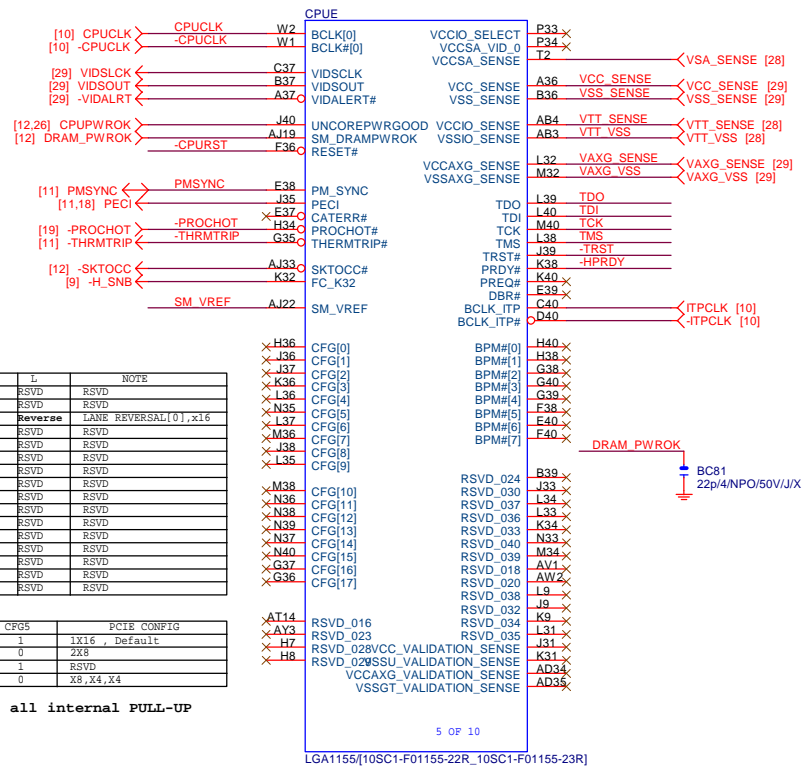 CPUE
[10] CPUCLK CPUCLK W2 BCLK[0]
[10] -CPUCLK -CPUCLK W1 BCLK#[0]
[29] VIDSLCK C37 VIDSCLK
[29] VIDSOUT B37 VIDSOUT
[29] -VIDALRT A37 VIDALERT#
[12,26] CPUPWROK J40 UNCOREPWRGOOD
[12] DRAM_PWROK AJ19 SM_DRAMPWROK
-CPURST F36 RESET#
[11] PMSYNC PMSYNC E38 PM_SYNC
[11,18] PECI J35 PECI
E37 CATERR#
[19] -PROCHOT -PROCHOT H34 PROCHOT#
[11] -THRMTRIP -THRMTRIP G35 THERMTRIP#
[12] -SKTOCC AJ33 SKTOCC#
[9] -H_SNB K32 FC_K32
SM_VREF AJ22 SM_VREF
H36 CFG[0]
J36 CFG[1]
J37 CFG[2]
K36 CFG[3]
L36 CFG[4]
N35 CFG[5]
L37 CFG[6]
M36 CFG[7]
J38 CFG[8]
L35 CFG[9]
M38 CFG[10]
N36 CFG[11]
N38 CFG[12]
N39 CFG[13]
N37 CFG[14]
N40 CFG[15]
G37 CFG[16]
G36 CFG[17]
AT14 RSVD_016
AY3 RSVD_023
H7 RSVD_028
H8 RSVD_029
VCCIO_SELECT P33
VCCSA_VID_0 P34
VCCSA_SENSE T2 VSA_SENSE [28]
VCC_SENSE A36 VCC_SENSE VCC_SENSE [29]
VSS_SENSE B36 VSS_SENSE VSS_SENSE [29]
VCCIO_SENSE AB4 VTT_SENSE VTT_SENSE [28]
VSSIO_SENSE AB3 VTT_VSS VTT_VSS [28]
VCCAXG_SENSE L32 VAXG_SENSE VAXG_SENSE [29]
VSSAXG_SENSE M32 VAXG_VSS VAXG_VSS [29]
TDO L39 TDO
TDI L40 TDI
TCK M40 TCK
TMS L38 TMS
TRST# J39 -TRST
PRDY# K38 -HPRDY
PREQ# K40
DBR# E39
BCLK_ITP C40 ITPCLK [10]
BCLK_ITP# D40 -ITPCLK [10]
BPM#[0] H40
BPM#[1] H38
BPM#[2] G38
BPM#[3] G40
BPM#[4] G39
BPM#[5] F38
BPM#[6] E40
BPM#[7] F40
RSVD_024 B39
RSVD_030 J33
RSVD_037 L34
RSVD_036 L33
RSVD_033 K34
RSVD_040 N33
RSVD_039 M34
RSVD_018 AV1
RSVD_020 AW2
RSVD_038 L9
RSVD_032 J9
RSVD_034 K9
RSVD_035 L31
VCC_VALIDATION_SENSE J31
VSSU_VALIDATION_SENSE K31
VCCAXG_VALIDATION_SENSE AD34
VSSGT_VALIDATION_SENSE AD35
DRAM_PWROK
BC81
22p/4/NPO/50V/J/X
5 OF 10
LGA1155/[10SC1-F01155-22R_10SC1-F01155-23R]
L NOTE
RSVD RSVD
RSVD RSVD
Reverse LANE REVERSAL[0],x16
RSVD RSVD
RSVD RSVD
RSVD RSVD
RSVD RSVD
RSVD RSVD
RSVD RSVD
RSVD RSVD
RSVD RSVD
RSVD RSVD
RSVD RSVD
RSVD RSVD
RSVD RSVD
RSVD RSVD
CFG5 PCIE CONFIG
1 1X16 , Default
0 2X8
1 RSVD
0 X8,X4,X4
all internal PULL-UP